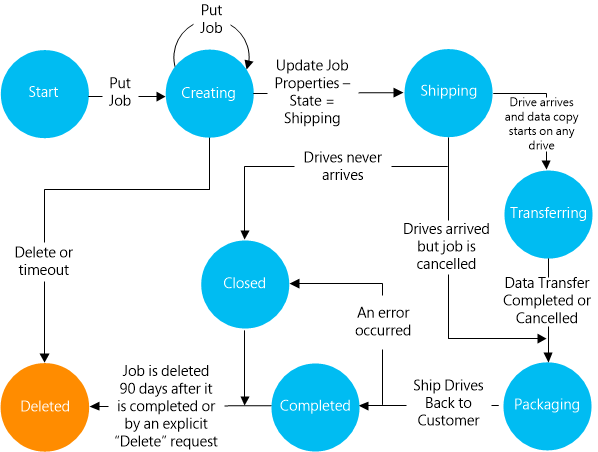 Put
Job
Start
Put
Job
Creating
Update Job
Properties –
State =
Shipping
Shipping
Drive arrives
and data copy
starts on any
drive
Drives never
arrives
Transferring
Delete or
timeout
Drives arrived
but job is
cancelled
Closed
Data Transfer
Completed or
Cancelled
An error
occurred
Deleted
Job is deleted
90 days after it
is completed or
by an explicit
“Delete” request
Completed
Ship Drives
Back to
Customer
Packaging